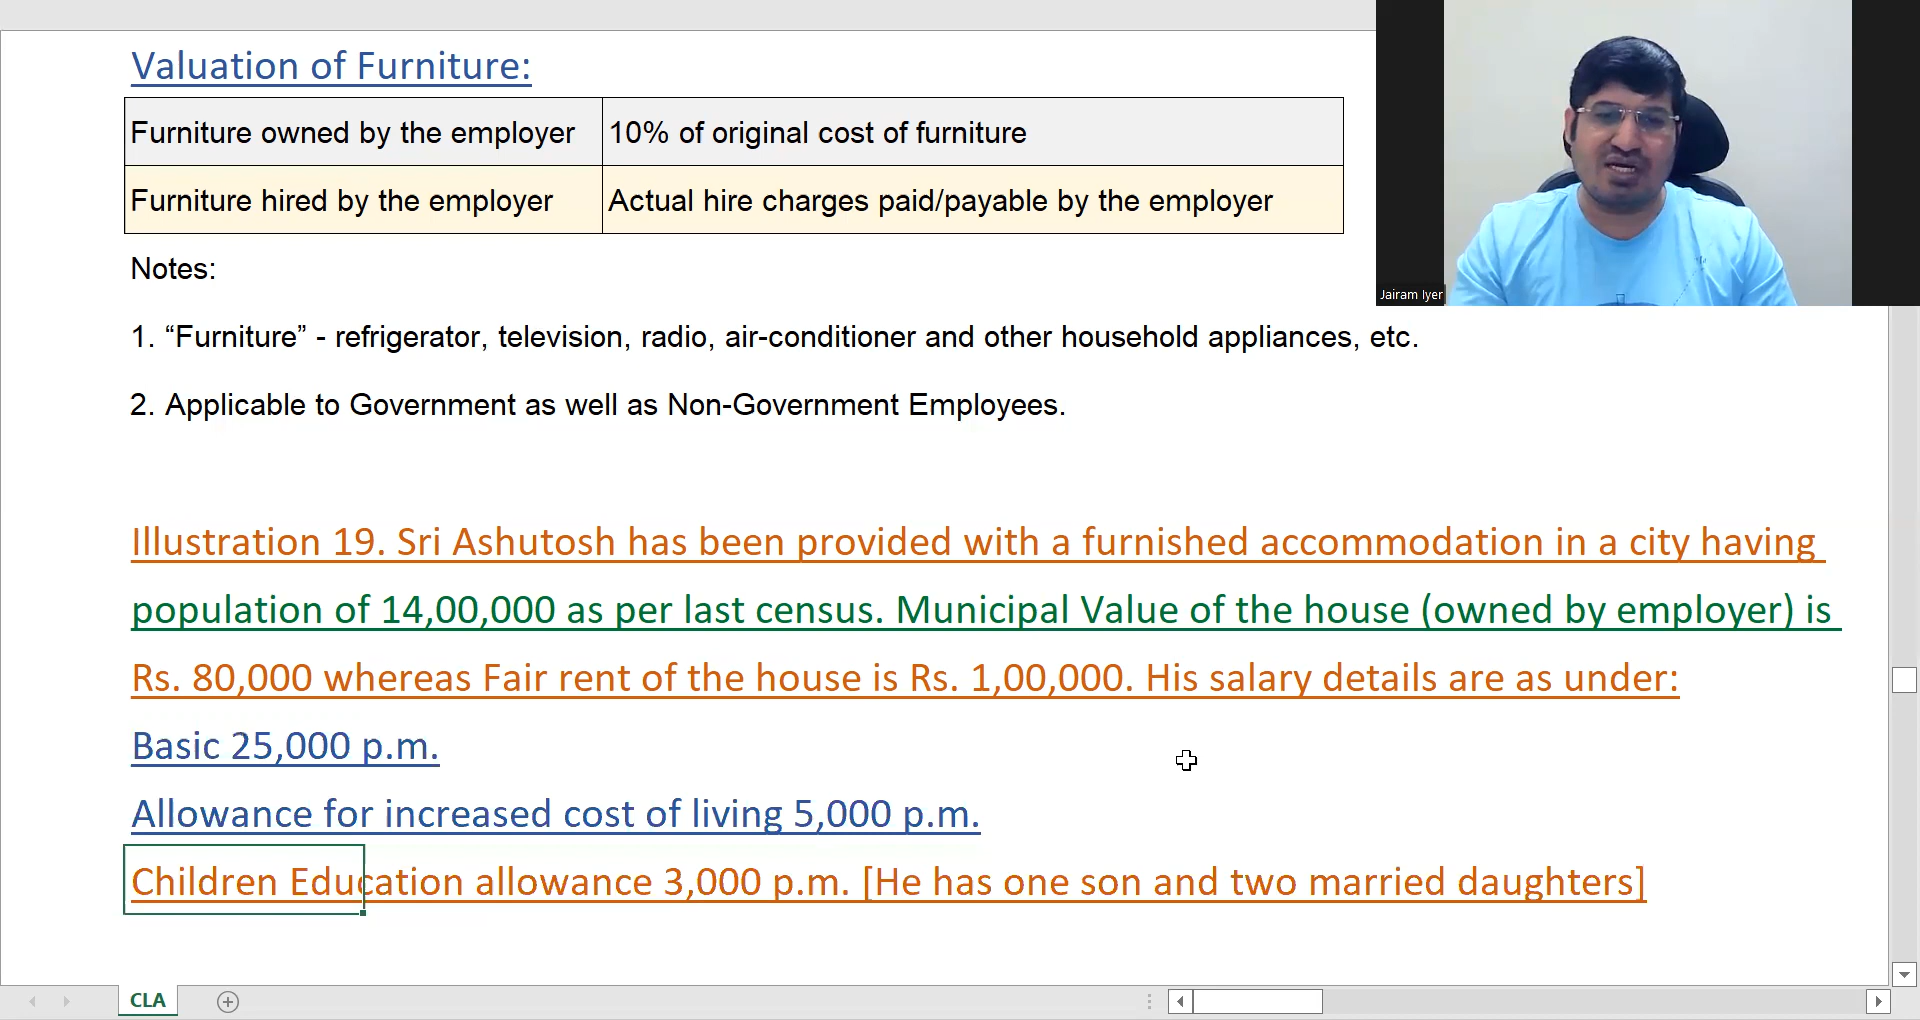 Valuation of Furniture:
Furniture owned by the employer 10% of original cost of furniture
Furniture hired by the employer Actual hire charges paid/payable by the employer
Jairam Iyer
Notes:
1. “Furniture” - refrigerator, television, radio, air-conditioner and other household appliances, etc.
2. Applicable to Government as well as Non-Government Employees.
Illustration 19. Sri Ashutosh has been provided with a furnished accommodation in a city having
population of 14,00,000 as per last census. Municipal Value of the house (owned by employer) is
Rs. 80,000 whereas Fair rent of the house is Rs. 1,00,000. His salary details are as under:
Basic 25,000 p.m.
Allowance for increased cost of living 5,000 p.m.
Children Education allowance 3,000 p.m. [He has one son and two married daughters]
CLA